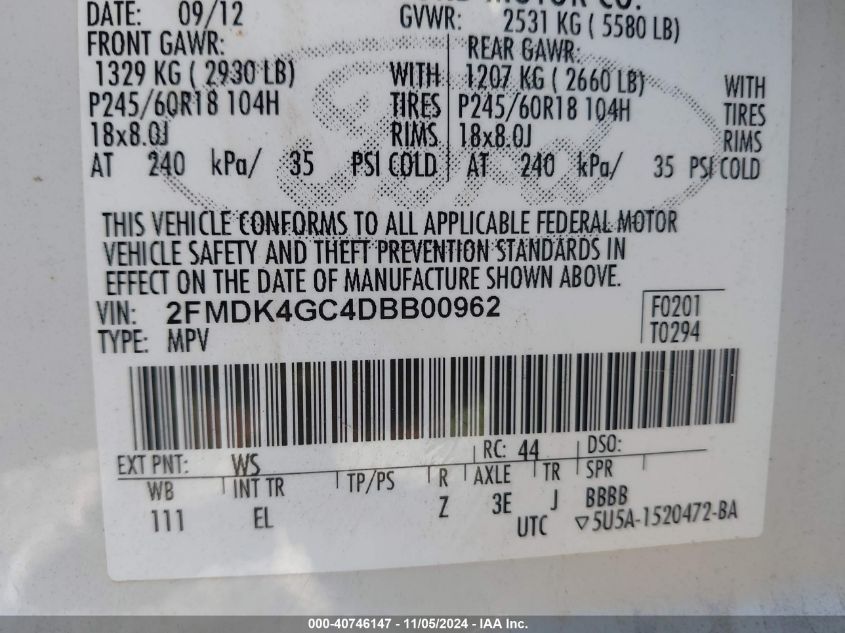 MOTOR CO.
DATE: 09/12 GVWR: 2531 KG ( 5580 LB)
FRONT GAWR: REAR GAWR:
1329 KG ( 2930 LB) WITH 1207 KG ( 2660 LB) WITH
P245/60R18 104H TIRES P245/60R18 104H TIRES
18x8.0J RIMS 18x8.0J RIMS
AT 240 kPa/ 35 PSI COLD AT 240 kPa/ 35 PSI COLD
Ford
THIS VEHICLE CONFORMS TO ALL APPLICABLE FEDERAL MOTOR
VEHICLE SAFETY AND THEFT PREVENTION STANDARDS IN
EFFECT ON THE DATE OF MANUFACTURE SHOWN ABOVE.
VIN: 2FMDK4GC4DBB00962 F0201
TYPE: MPV T0294
EXT PNT: WS RC: 44 DSO:
WB INT TR TP/PS R AXLE TR SPR
111 EL Z 3E J BBBB
UTC ▽5U5A-1520472-BA
000-40746147 - 11/05/2024 - IAAI.com